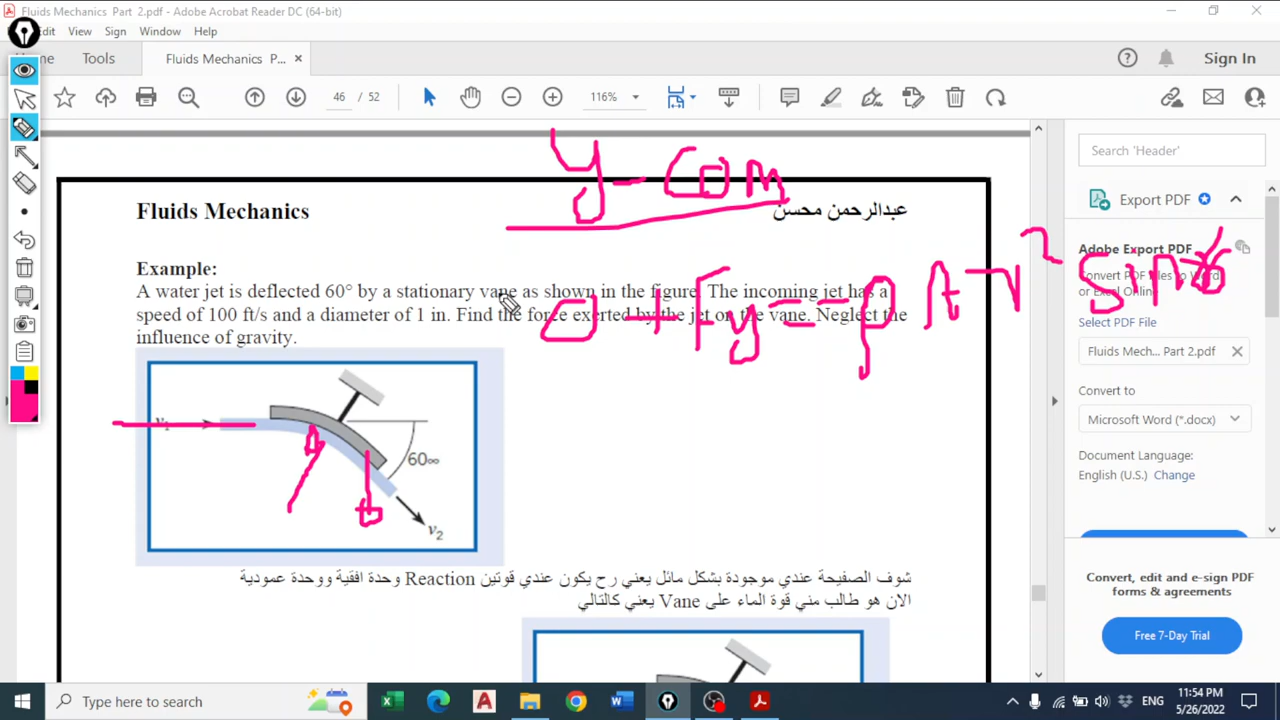 Fluids Mechanics Part 2.pdf - Adobe Acrobat Reader DC (64-bit)
Edit View Sign Window Help
Tools
Fluids Mechanics P...
Sign In
46 / 52
116%
y-com
Fluids Mechanics
عبدالرحمن محسن
Example:
A water jet is deflected 60° by a stationary vane as shown in the figure. The incoming jet has a
speed of 100 ft/s and a diameter of 1 in. Find the force exerted by the jet on the vane. Neglect the
influence of gravity.
0 + Fy = -ρ A v² sin
v1
60∞
v2
شوف الصفيحة عندي موجودة بشكل مائل يعني رح يكون عندي قوتين Reaction وحدة افقية ووحدة عمودية
الان هو طالب مني قوة الماء على Vane يعني كالتالي
Search 'Header'
Export PDF
Adobe Export PDF
Convert PDF Files to Word
or Excel Online
Select PDF File
Fluids Mech... Part 2.pdf
Convert to
Microsoft Word (*.docx)
Document Language:
English (U.S.) Change
Convert, edit and e-sign PDF
forms & agreements
Free 7-Day Trial
Type here to search
ENG
11:54 PM
5/26/2022